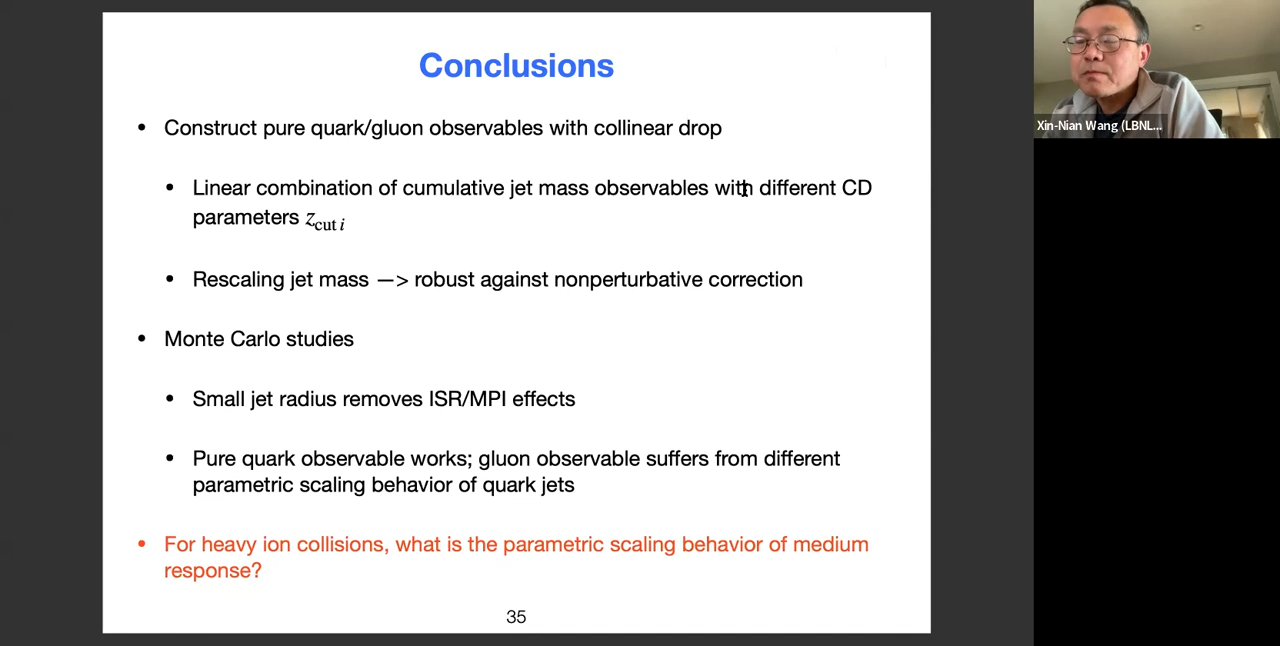 Conclusions
• Construct pure quark/gluon observables with collinear drop
• Linear combination of cumulative jet mass observables with different CD
parameters z_cut i
• Rescaling jet mass —> robust against nonperturbative correction
• Monte Carlo studies
• Small jet radius removes ISR/MPI effects
• Pure quark observable works; gluon observable suffers from different
parametric scaling behavior of quark jets
• For heavy ion collisions, what is the parametric scaling behavior of medium
response?
35
Xin-Nian Wang (LBNL...